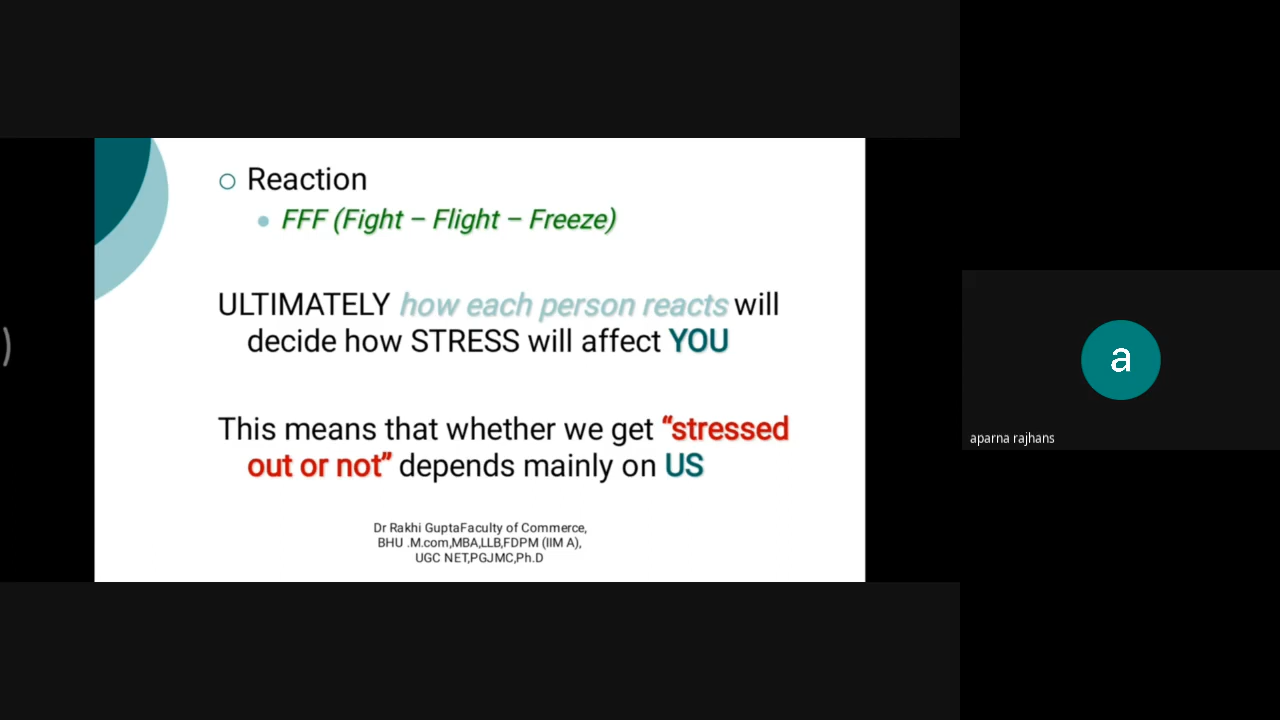 Reaction
FFF (Fight – Flight – Freeze)
ULTIMATELY how each person reacts will
decide how STRESS will affect YOU
This means that whether we get “stressed
out or not” depends mainly on US
Dr Rakhi GuptaFaculty of Commerce,
BHU .M.com,MBA,LLB,FDPM (IIM A),
UGC NET,PGJMC,Ph.D
a
aparna rajhans